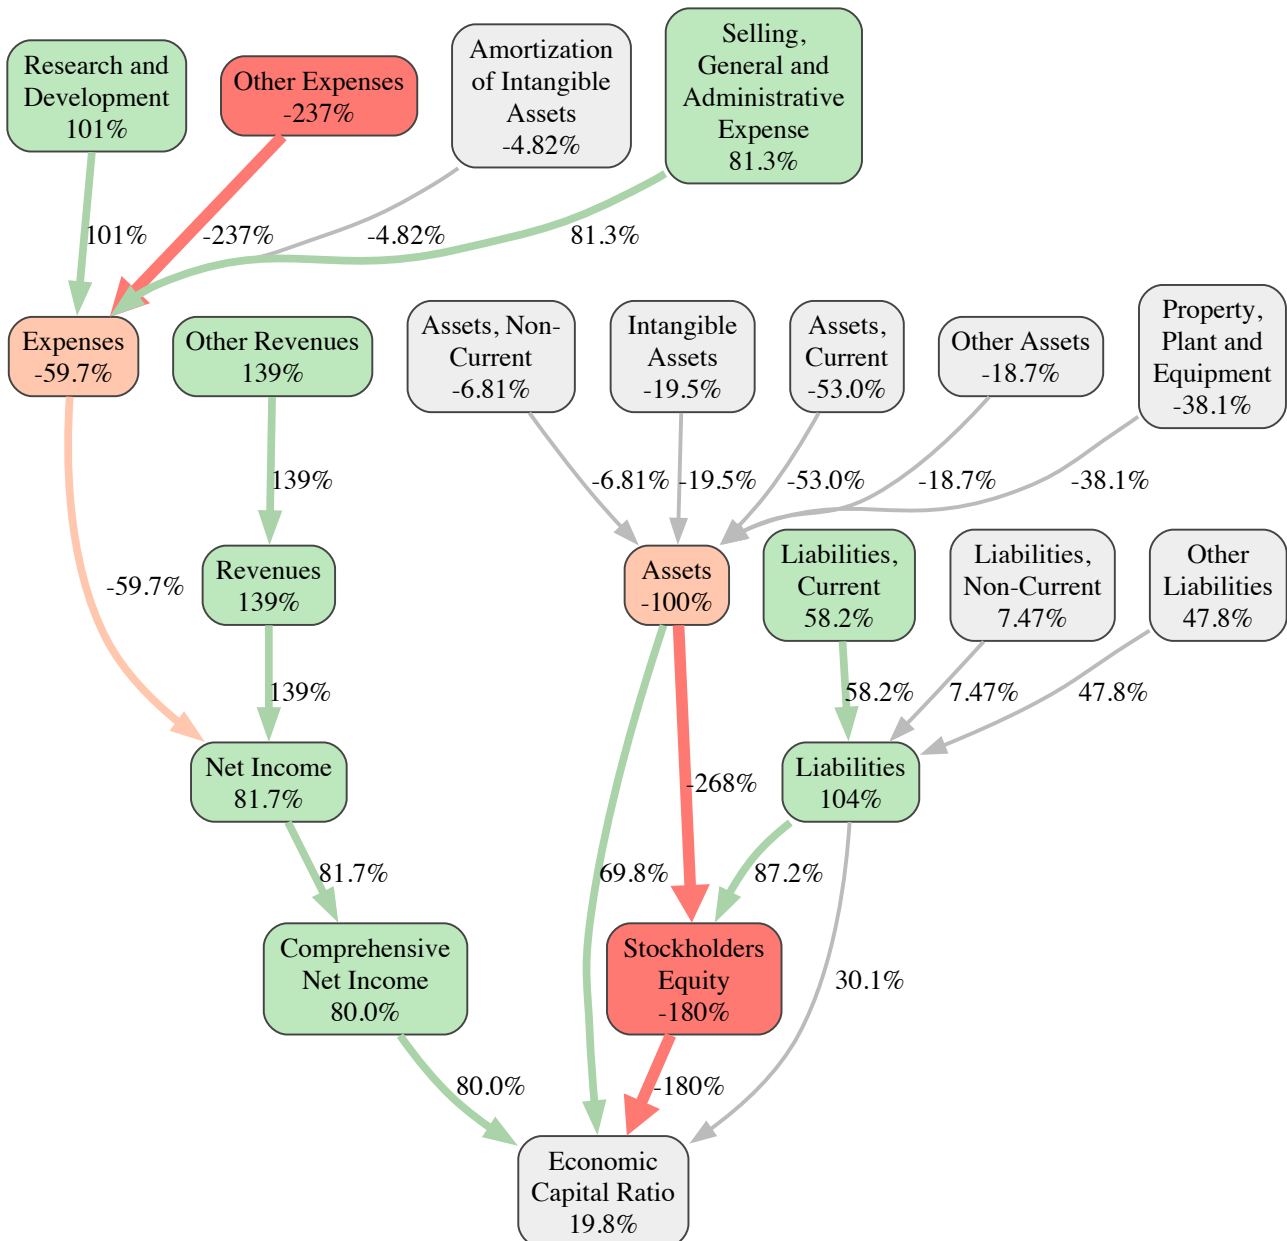 Research and
Development
101%
Other Expenses
-237%
Amortization
of Intangible
Assets
-4.82%
Selling,
General and
Administrative
Expense
81.3%
101%
-237%
-4.82%
81.3%
Expenses
-59.7%
Other Revenues
139%
Assets, Non-
Current
-6.81%
Intangible
Assets
-19.5%
Assets,
Current
-53.0%
Other Assets
-18.7%
Property,
Plant and
Equipment
-38.1%
139%
-6.81%
-19.5%
-53.0%
-18.7%
-38.1%
-59.7%
Revenues
139%
Assets
-100%
Liabilities,
Current
58.2%
Liabilities,
Non-Current
7.47%
Other
Liabilities
47.8%
139%
58.2%
7.47%
47.8%
Net Income
81.7%
-268%
Liabilities
104%
81.7%
69.8%
87.2%
Comprehensive
Net Income
80.0%
Stockholders
Equity
-180%
30.1%
80.0%
-180%
Economic
Capital Ratio
19.8%